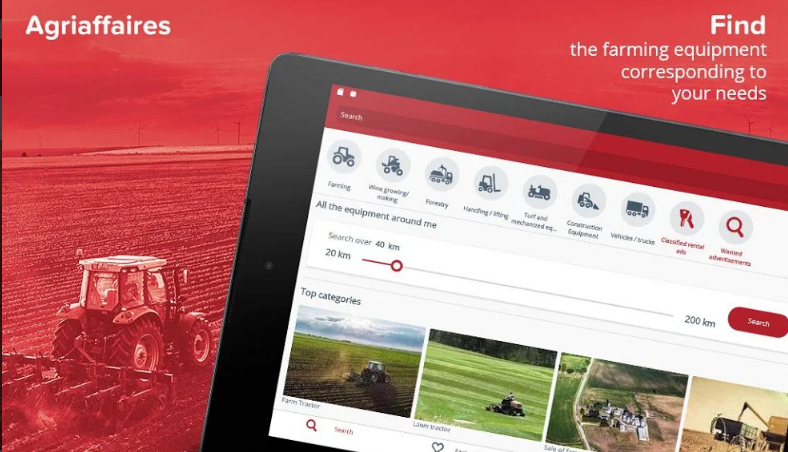 Agriaffaires
Find
the farming equipment
corresponding to
your needs
Search
Farming
Wine growing/
making
Forestry
Handling / lifting
Turf and
mechanized eq...
Construction
Equipment
Vehicles / trucks
Classified rental
ads
Wanted
advertisements
All the equipment around me
Search over 40 km
20 km
200 km
Search
Top categories
Farm Tractor
Lawn tractor
Sale of
Search